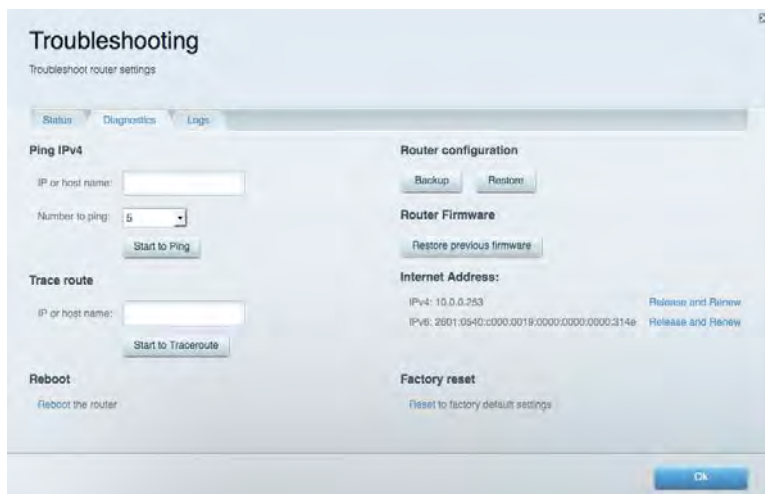 Troubleshooting
Troubleshoot router settings
Status
Diagnostics
Logs
Ping IPv4
IP or host name:
Number to ping: 5
Start to Ping
Trace route
IP or host name:
Start to Traceroute
Reboot
Reboot the router
Router configuration
Backup
Restore
Router Firmware
Restore previous firmware
Internet Address:
IPv4: 10.0.0.253 Release and Renew
IPv6: 2601:0540:c000:0019:0000:0000:0000:314e Release and Renew
Factory reset
Reset to factory default settings
Ok